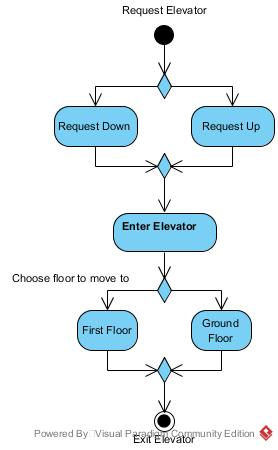 Request Elevator
Request Down
Request Up
Enter Elevator
Choose floor to move to
First Floor
Ground
Floor
Powered By Visual Paradigm Community Edition
Exit Elevator